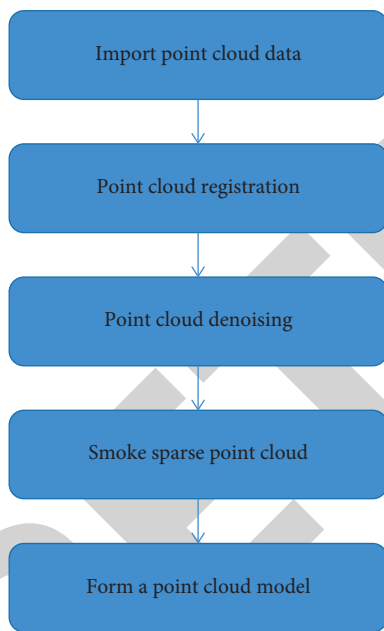 Import point cloud data
Point cloud registration
Point cloud denoising
Smoke sparse point cloud
Form a point cloud model